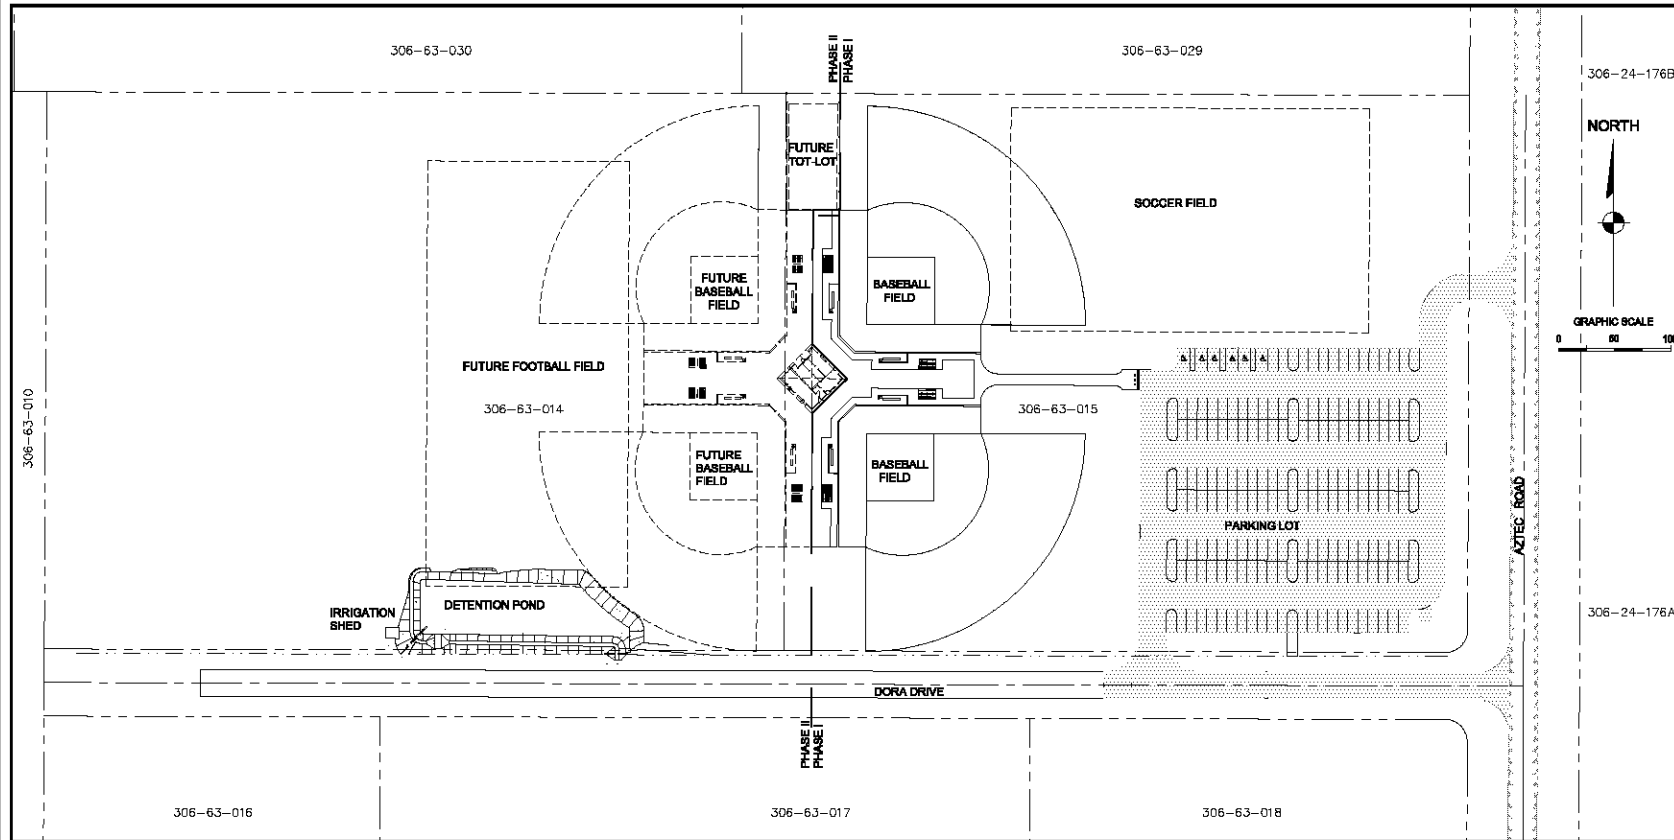 306-63-030
PHASE II
PHASE I
306-63-029
306-24-176B
NORTH
FUTURE
TOT-LOT
SOCCER FIELD
FUTURE
BASEBALL
FIELD
BASEBALL
FIELD
GRAPHIC SCALE
0 50 100
FUTURE FOOTBALL FIELD
306-63-010
306-63-014
306-63-015
FUTURE
BASEBALL
FIELD
BASEBALL
FIELD
PARKING LOT
AZTEC ROAD
IRRIGATION
SHED
DETENTION POND
306-24-176A
DORA DRIVE
PHASE II
PHASE I
306-63-016
306-63-017
306-63-018